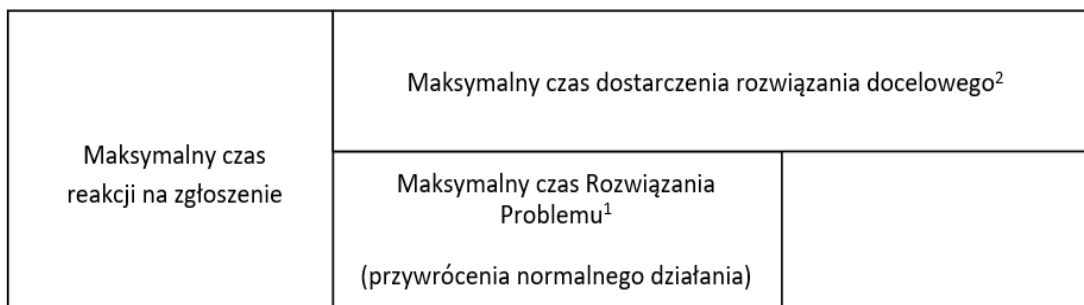 Maksymalny czas
reakcji na zgłoszenie
Maksymalny czas dostarczenia rozwiązania docelowego²
Maksymalny czas Rozwiązania
Problemu¹
(przywrócenia normalnego działania)